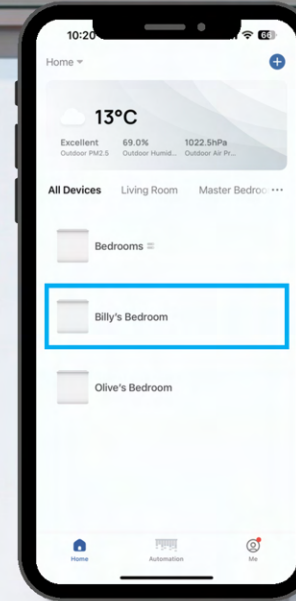 10:20
66
Home
13°C
Excellent 69.0% 1022.5hPa
Outdoor PM2.5 Outdoor Humid... Outdoor Air Pr...
All Devices Living Room Master Bedroo
Bedrooms
Billy's Bedroom
Olive's Bedroom
Home Automation Me